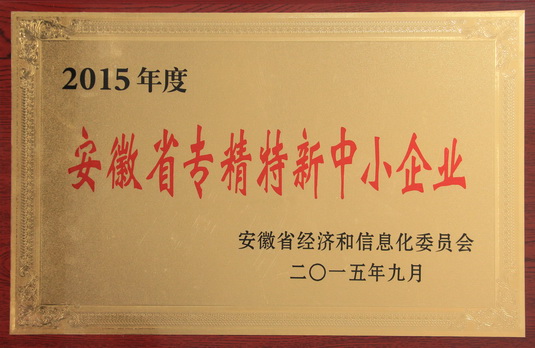 2015年度
安徽省专精特新中小企业
安徽省经济和信息化委员会
二〇一五年九月